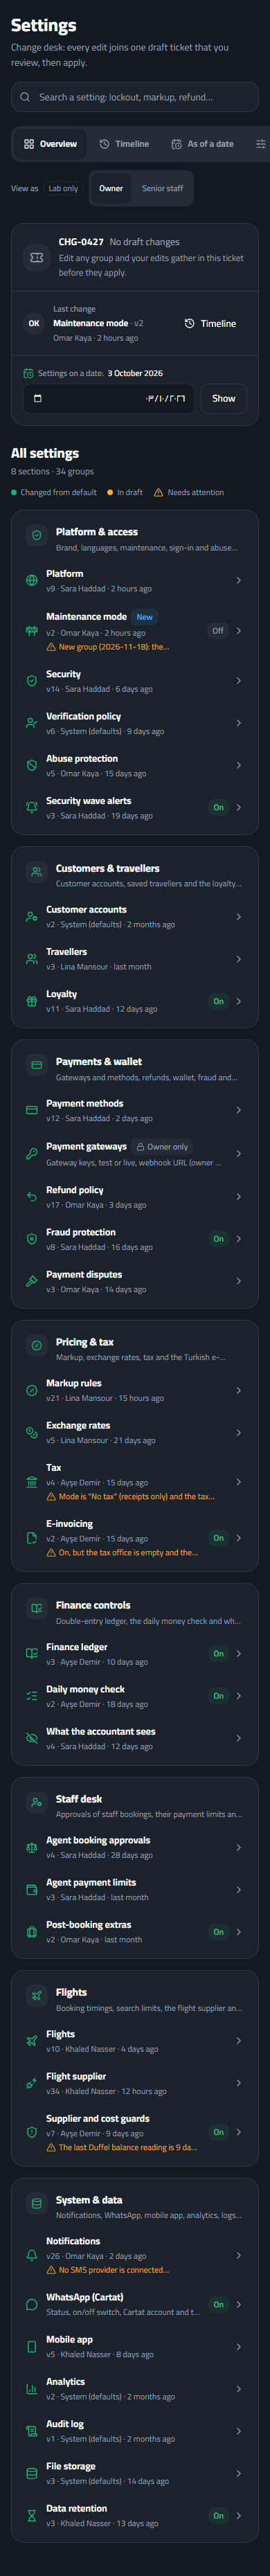 Settings
Change desk: every edit joins one draft ticket that you
review, then apply.
Search a setting: lockout, markup, refund...
Overview
Timeline
As of a date
View as
Lab only
Owner
Senior staff
CHG-0427 No draft changes
Edit any group and your edits gather in this ticket
before they apply.
Last change
OK
Maintenance mode · v2
Omar Kaya · 2 hours ago
Timeline
Settings on a date: 3 October 2026
٢٠٢٦/١٠/٠٣
Show
All settings
8 sections · 34 groups
Changed from default
In draft
Needs attention
Platform & access
Brand, languages, maintenance, sign-in and abuse...
Platform
v9 · Sara Haddad · 2 hours ago
Maintenance mode New
v2 · Omar Kaya · 2 hours ago
Off
New group (2026-11-18): the...
Security
v14 · Sara Haddad · 6 days ago
Verification policy
v6 · System (defaults) · 9 days ago
Abuse protection
v5 · Omar Kaya · 15 days ago
Security wave alerts
v3 · Sara Haddad · 19 days ago
On
Customers & travellers
Customer accounts, saved travellers and the loyalty...
Customer accounts
v2 · System (defaults) · 2 months ago
Travellers
v3 · Lina Mansour · last month
Loyalty
v11 · Sara Haddad · 12 days ago
On
Payments & wallet
Gateways and methods, refunds, wallet, fraud and...
Payment methods
v12 · Sara Haddad · 2 days ago
Payment gateways Owner only
Gateway keys, test or live, webhook URL (owner ...
Refund policy
v17 · Omar Kaya · 3 days ago
Fraud protection
v8 · Sara Haddad · 16 days ago
On
Payment disputes
v3 · Omar Kaya · 14 days ago
Pricing & tax
Markup, exchange rates, tax and the Turkish e-...
Markup rules
v21 · Lina Mansour · 15 hours ago
Exchange rates
v5 · Lina Mansour · 21 days ago
Tax
v4 · Ayşe Demir · 15 days ago
Mode is "No tax" (receipts only) and the tax...
E-invoicing
v2 · Ayşe Demir · 15 days ago
On
On, but the tax office is empty and the...
Finance controls
Double-entry ledger, the daily money check and wh...
Finance ledger
v3 · Ayşe Demir · 10 days ago
On
Daily money check
v2 · Ayşe Demir · 18 days ago
On
What the accountant sees
v4 · Sara Haddad · 12 days ago
Staff desk
Approvals of staff bookings, their payment limits an...
Agent booking approvals
v4 · Sara Haddad · 28 days ago
Agent payment limits
v3 · Sara Haddad · last month
Post-booking extras
v2 · Omar Kaya · last month
On
Flights
Booking timings, search limits, the flight supplier an...
Flights
v10 · Khaled Nasser · 4 days ago
Flight supplier
v34 · Khaled Nasser · 12 hours ago
Supplier and cost guards
v7 · Ayşe Demir · 9 days ago
On
The last Duffel balance reading is 9 da...
System & data
Notifications, WhatsApp, mobile app, analytics, logs...
Notifications
v26 · Omar Kaya · 2 days ago
No SMS provider is connected...
WhatsApp (Cartat)
Status, on/off switch, Cartat account and t...
On
Mobile app
v5 · Khaled Nasser · 8 days ago
Analytics
v2 · System (defaults) · 2 months ago
Audit log
v1 · System (defaults) · 2 months ago
File storage
v3 · System (defaults) · 14 days ago
Data retention
v3 · Khaled Nasser · 13 days ago
On